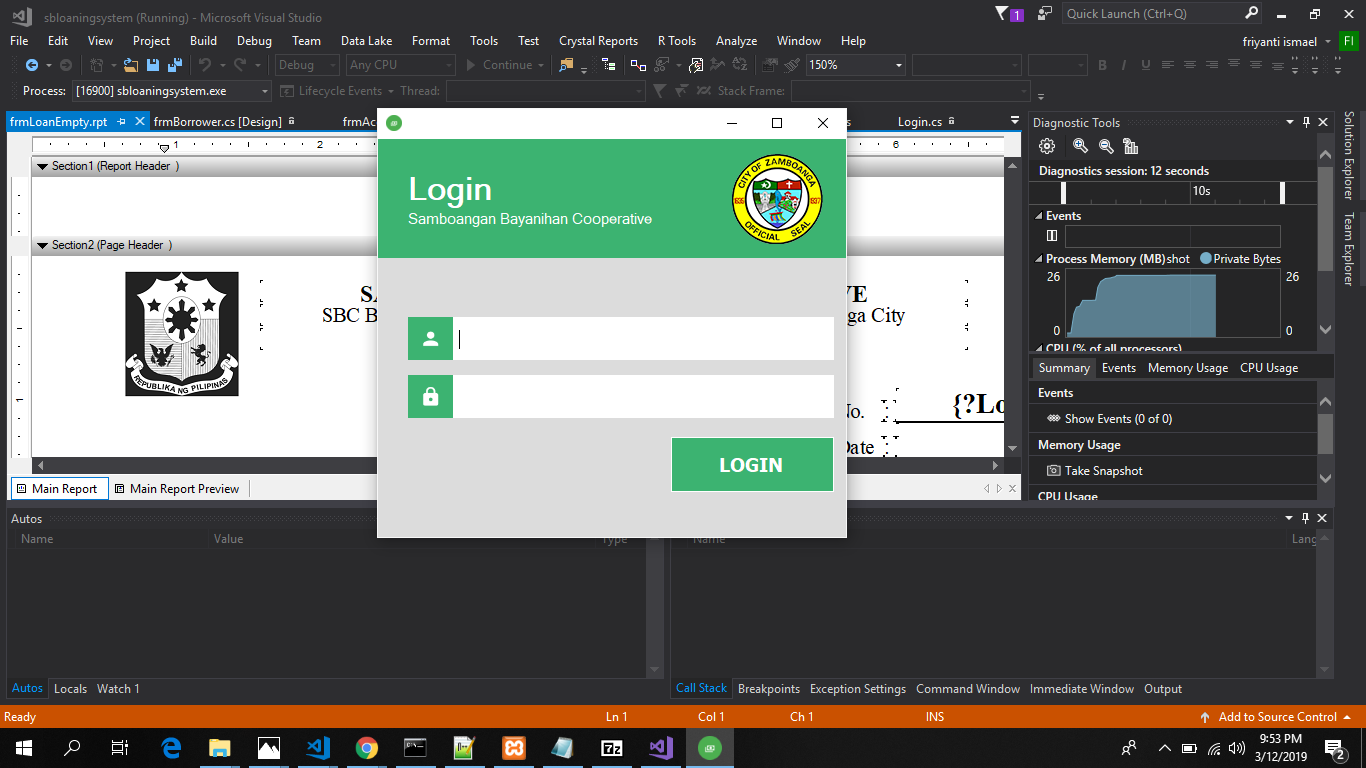 sbloaningsystem (Running) - Microsoft Visual Studio
1
Quick Launch (Ctrl+Q)
File Edit View Project Build Debug Team Data Lake Format Tools Test Crystal Reports R Tools Analyze Window Help
friyanti ismael
FI
Debug Any CPU Continue 150%
B I U
Process: [16900] sbloaningsystem.exe Lifecycle Events Thread: Stack Frame:
frmLoanEmpty.rpt frmBorrower.cs [Design] Login.cs
1 2 6
Section1 (Report Header )
Section2 (Page Header )
REPUBLIKA NG PILIPINAS
SBC B
VE
ga City
1
No.
{?Lo
Date
Main Report Main Report Preview
Login
Samboangan Bayanihan Cooperative
CITY OF ZAMBOANGA
OFFICIAL SEAL
LOGIN
Diagnostic Tools
Diagnostics session: 12 seconds
10s
Events
Process Memory (MB) shot Private Bytes
26 26
0 0
CPU (% of all processors)
Summary Events Memory Usage CPU Usage
Events
Show Events (0 of 0)
Memory Usage
Take Snapshot
CPU Usage
Solution Explorer
Team Explorer
Autos
Name Value Type
Name Lang
Autos Locals Watch 1
Call Stack Breakpoints Exception Settings Command Window Immediate Window Output
Ready Ln 1 Col 1 Ch 1 INS Add to Source Control
7z
9:53 PM
3/12/2019
2